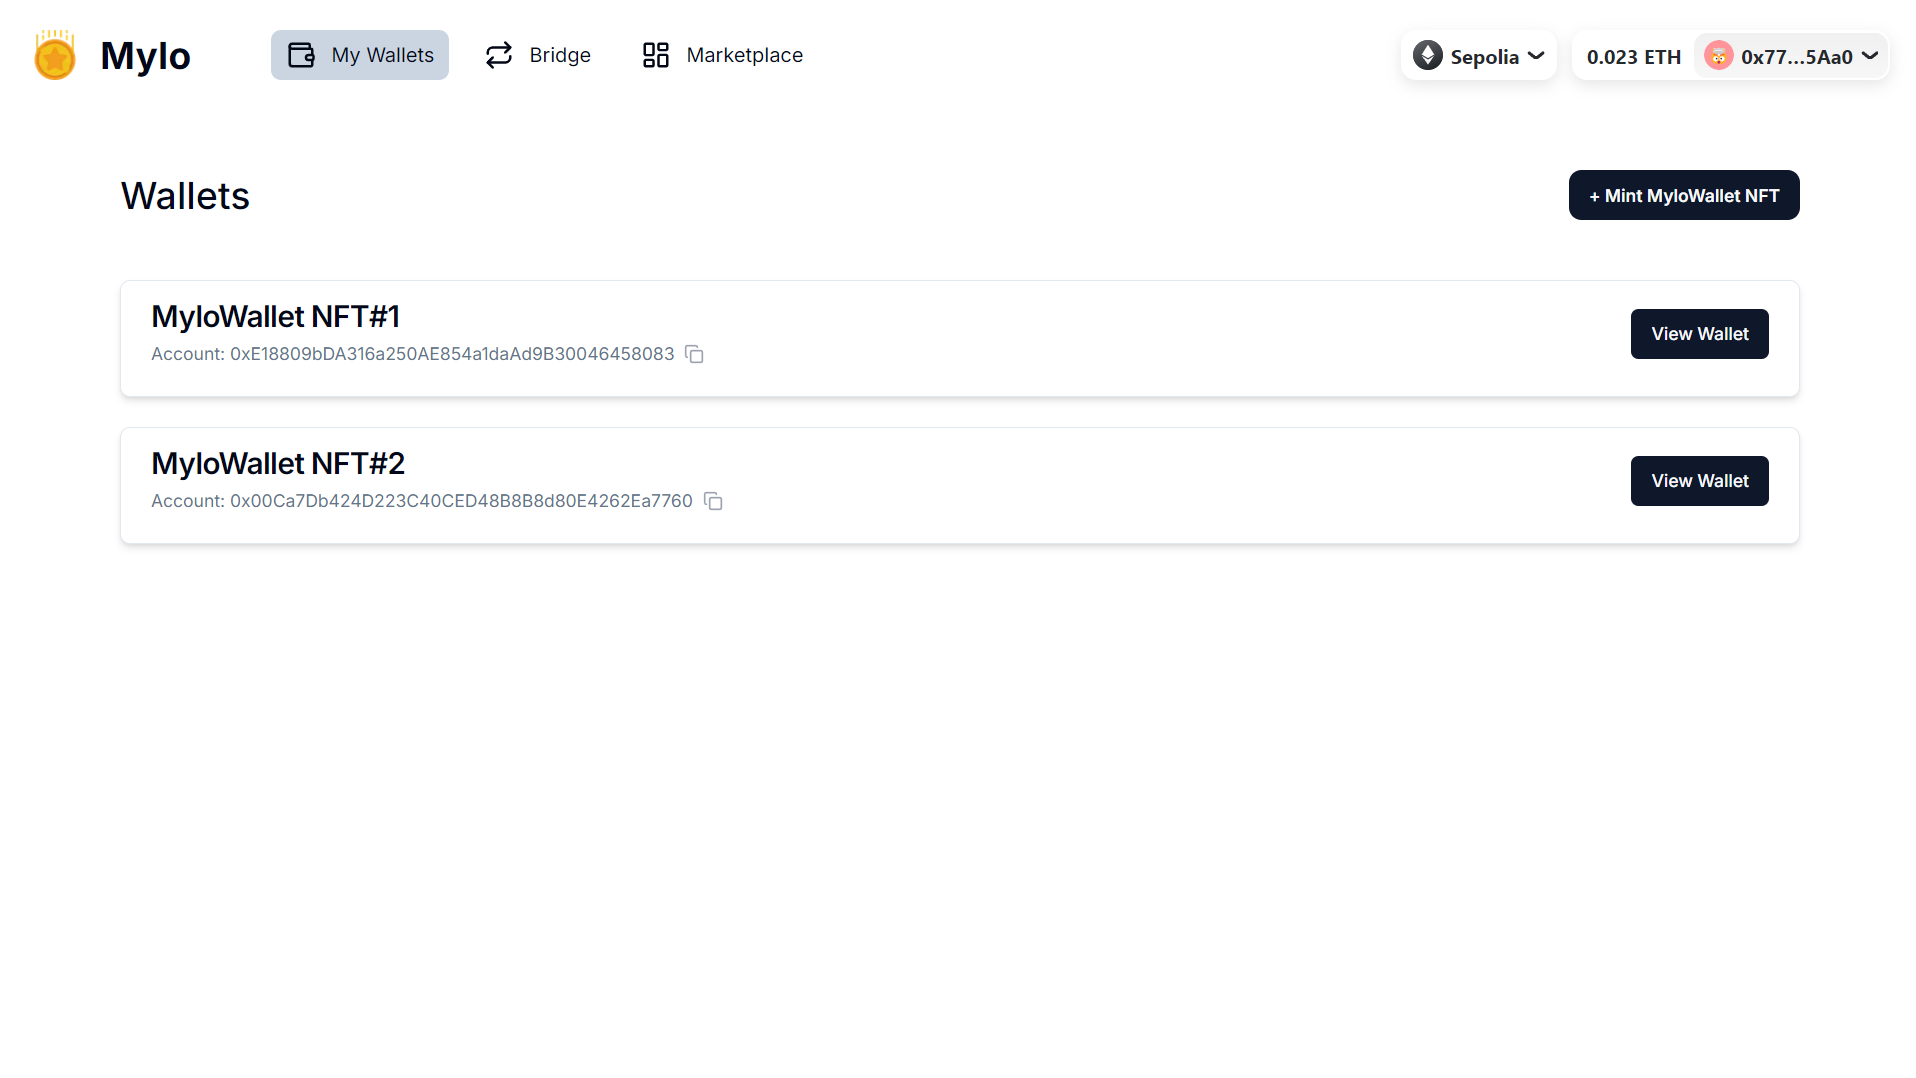 Mylo
My Wallets
Bridge
Marketplace
Sepolia
0.023 ETH
0x77...5Aa0
Wallets
+ Mint MyloWallet NFT
MyloWallet NFT#1
Account: 0xE18809bDA316a250AE854a1daAd9B30046458083
View Wallet
MyloWallet NFT#2
Account: 0x00Ca7Db424D223C40CED48B8B8d80E4262Ea7760
View Wallet